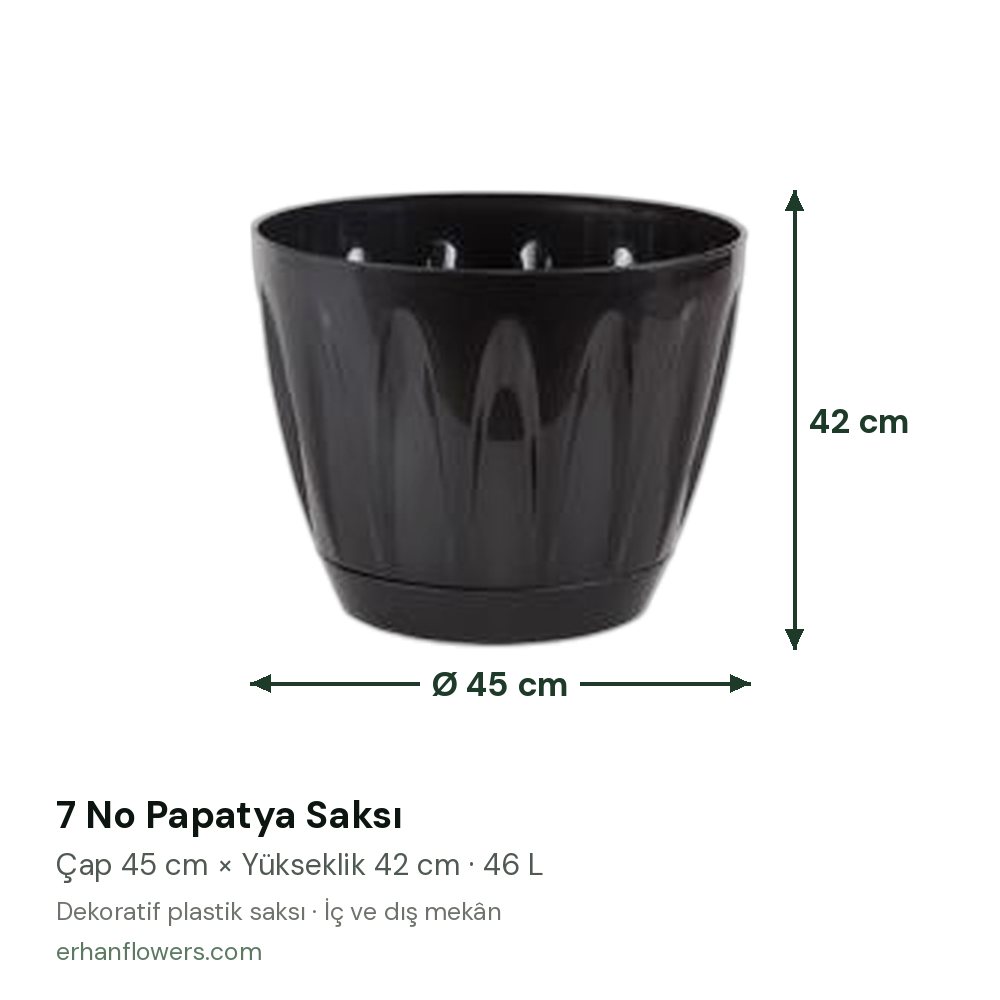 42 cm
Ø 45 cm
7 No Papatya Saksı
Çap 45 cm × Yükseklik 42 cm · 46 L
Dekoratif plastik saksı · İç ve dış mekân
erhanflowers.com